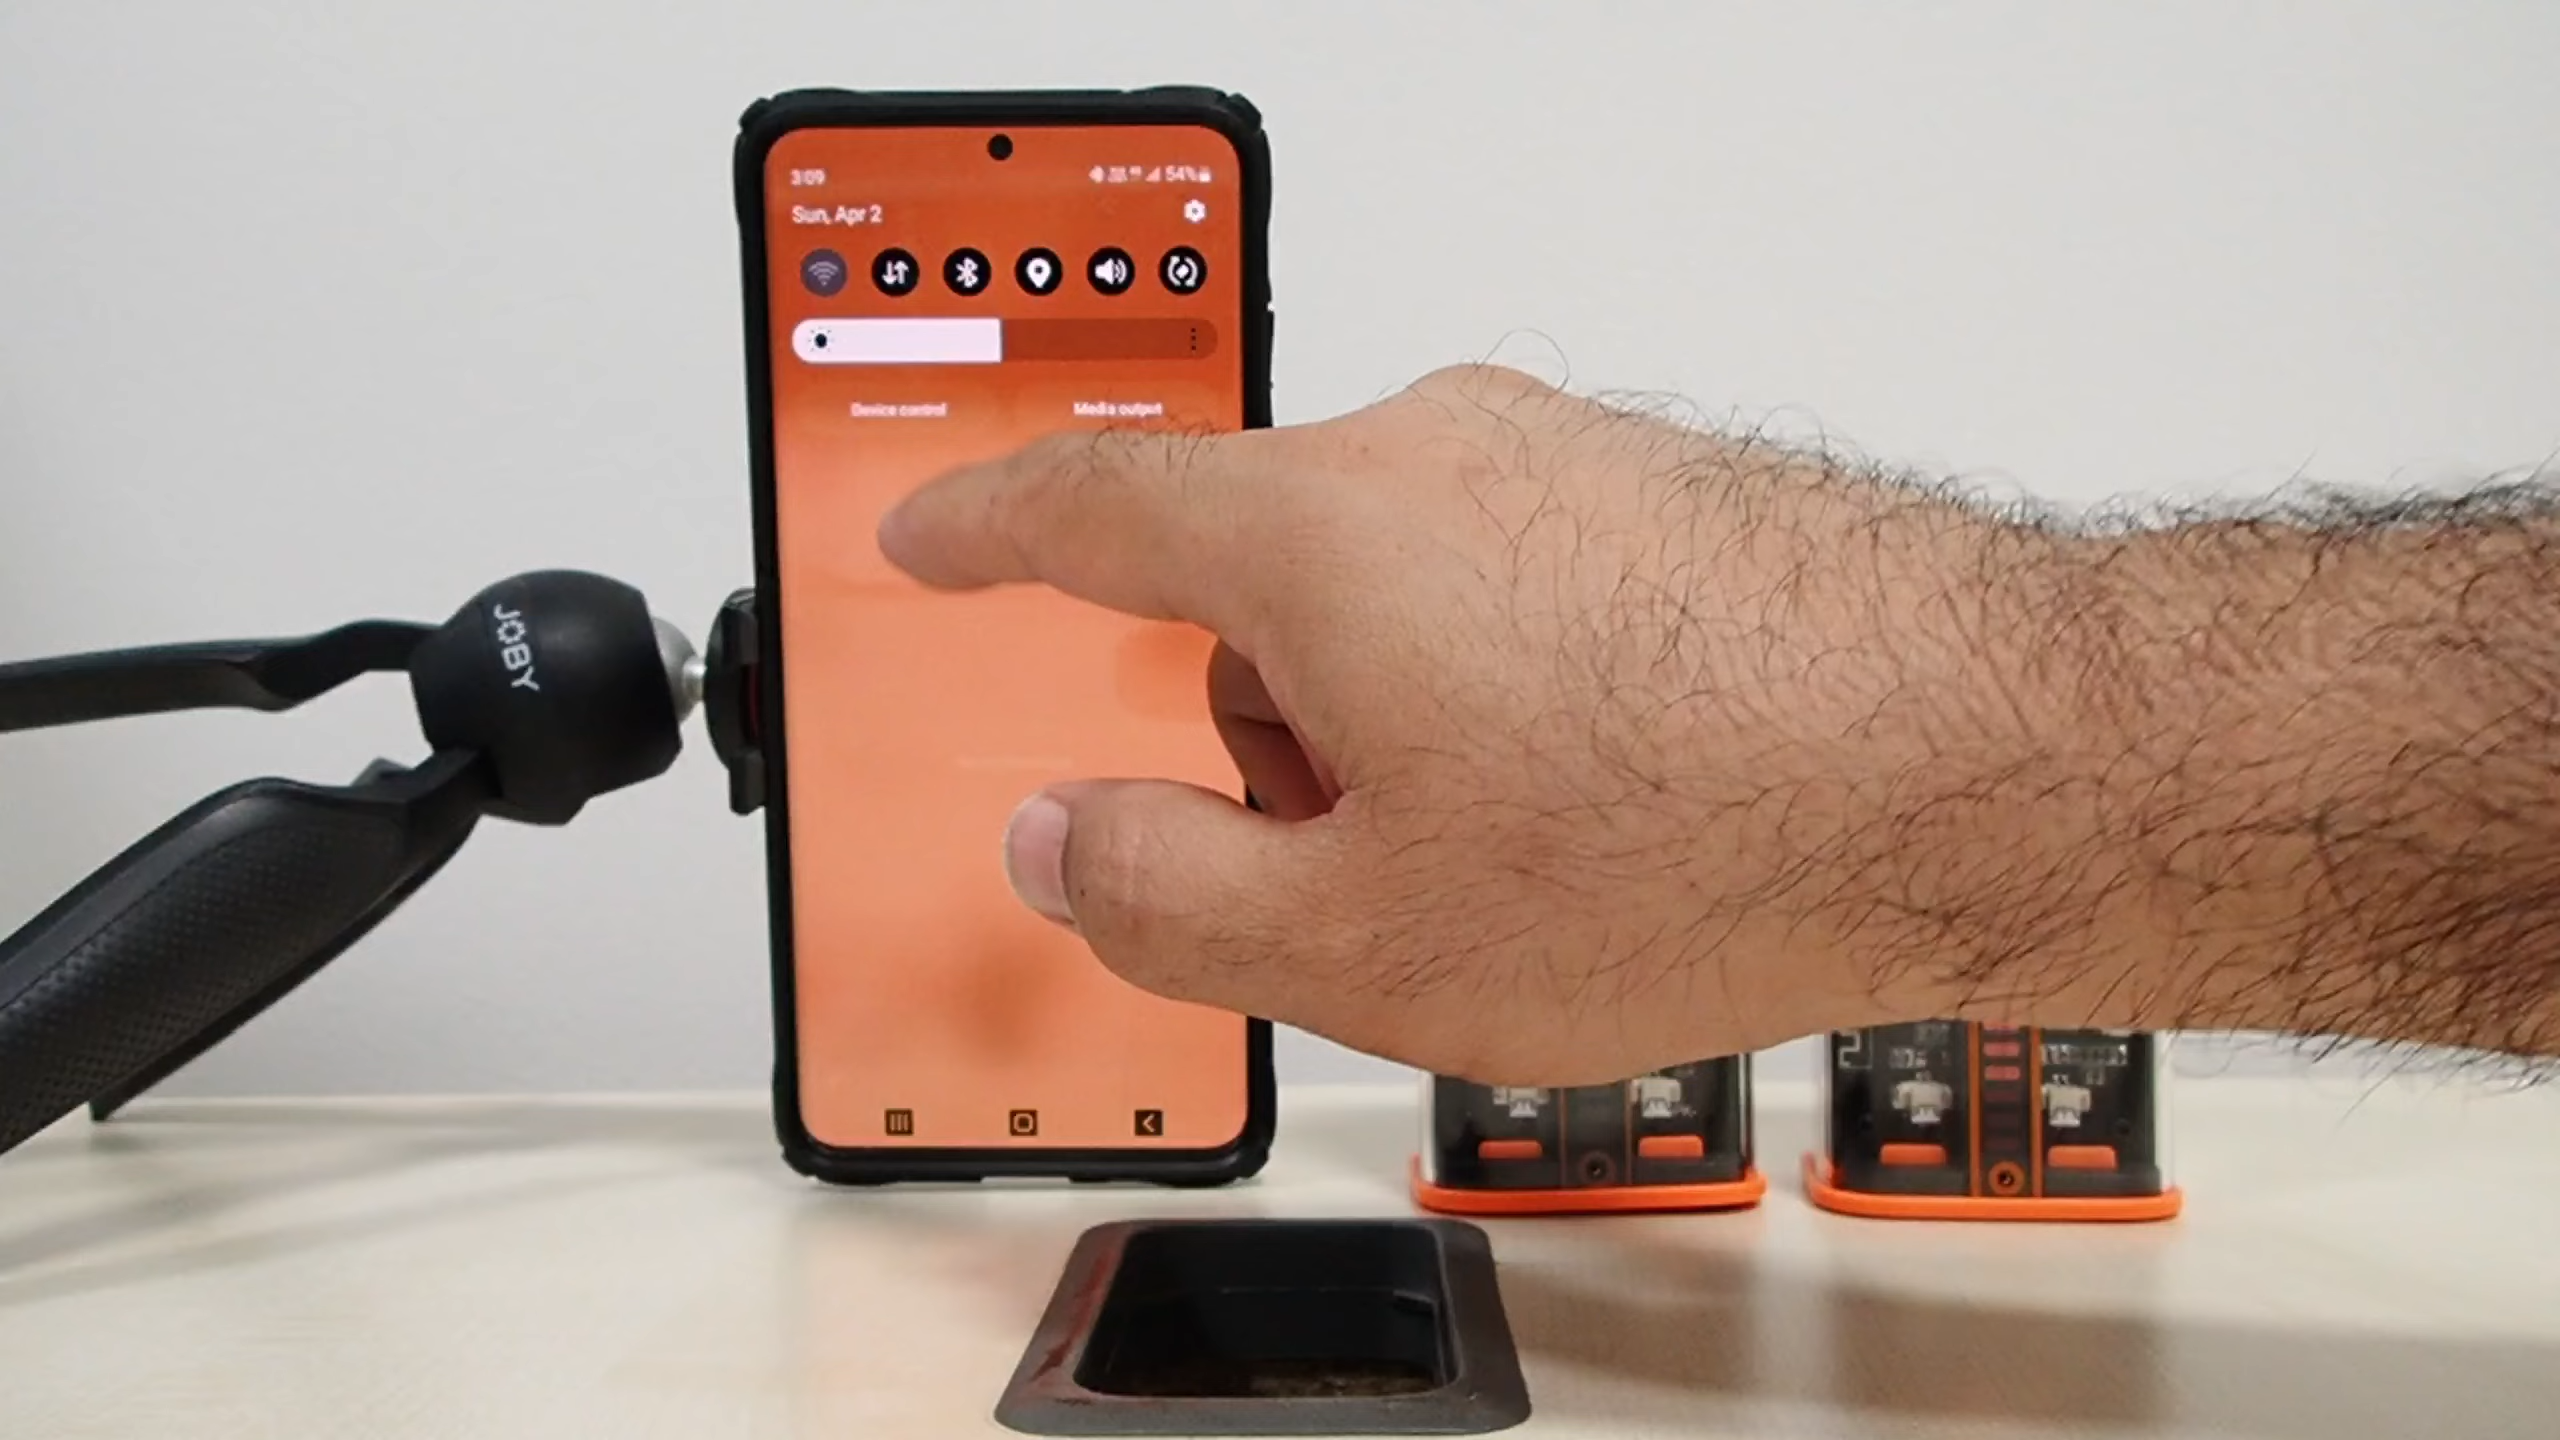 3:09
54%
Sun, Apr 2
Device control
Media output
JOBY